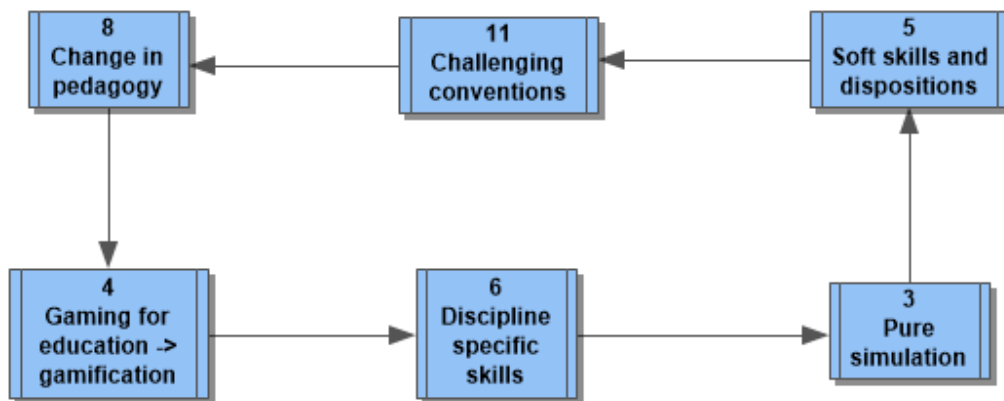 8
Change in
pedagogy
11
Challenging
conventions
5
Soft skills and
dispositions
4
Gaming for
education ->
gamification
6
Discipline
specific
skills
3
Pure
simulation